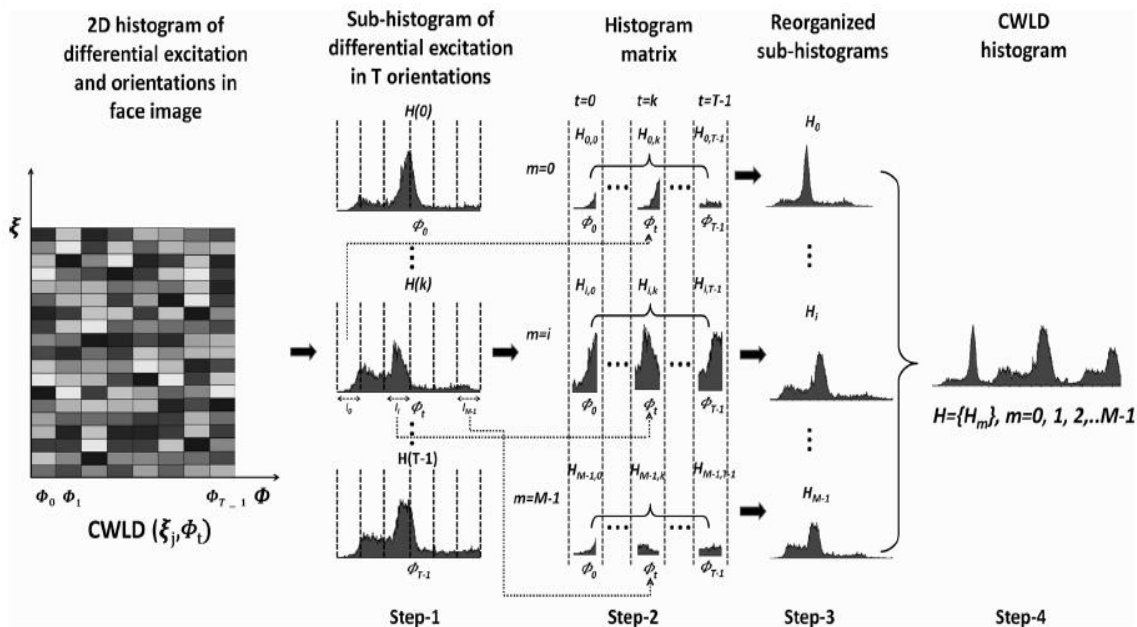 2D histogram of
differential excitation
and orientations in
face image
ξ
Φ0 Φ1 ΦT-1 Φ
CWLD (ξj,Φt)
Sub-histogram of
differential excitation
in T orientations
H(0)
Φ0
H(k)
l0 li Φt lM-1
H(T-1)
ΦT-1
Step-1
Histogram
matrix
t=0 t=k t=T-1
H0,0 H0,k H0,T-1
m=0
Φ0 Φt ΦT-1
Hi,0 Hi,k Hi,T-1
m=i
Φ0 Φt ΦT-1
HM-1,0 HM-1,k HM-1,T-1
m=M-1
Φ0 Φt ΦT-1
Step-2
Reorganized
sub-histograms
H0
Hi
HM-1
Step-3
CWLD
histogram
H={Hm}, m=0, 1, 2,..M-1
Step-4